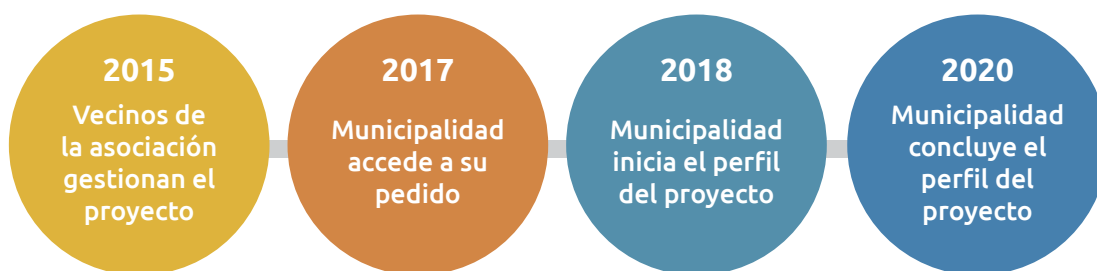 2015
Vecinos de
la asociación
gestionan el
proyecto
2017
Municipalidad
accede a su
pedido
2018
Municipalidad
inicia el perfil
del proyecto
2020
Municipalidad
concluye el
perfil del
proyecto